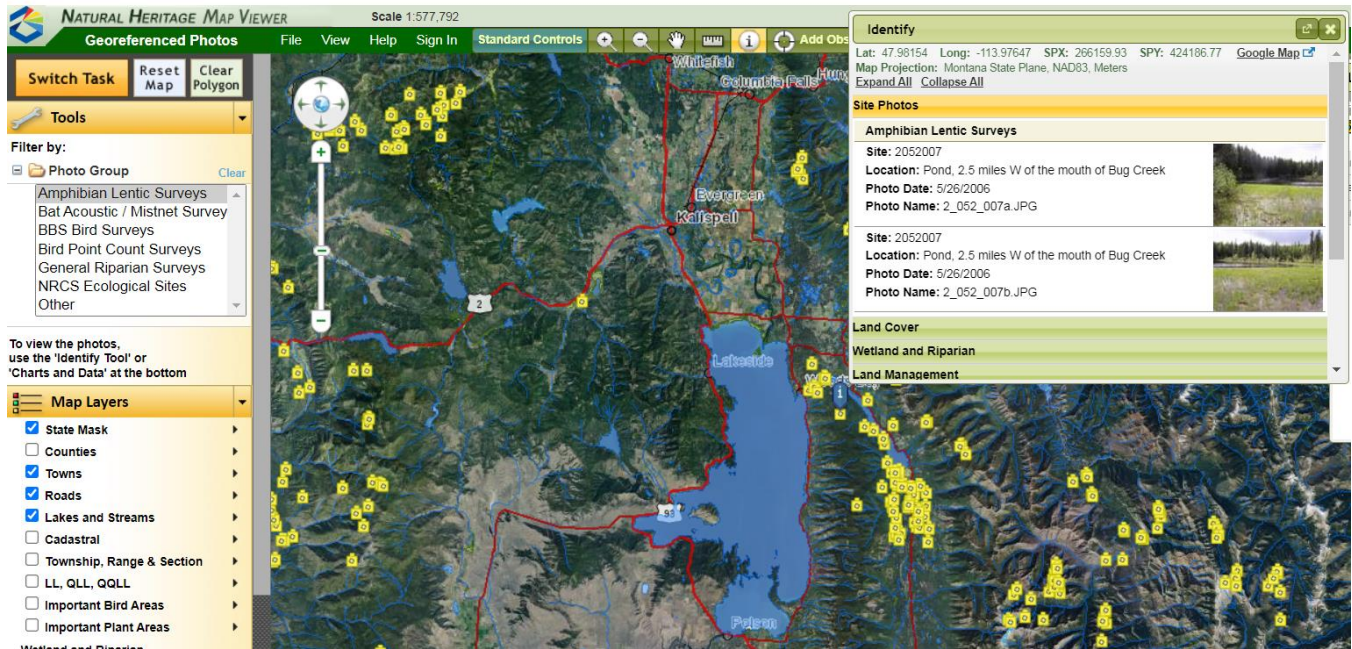 NATURAL HERITAGE MAP VIEWER
Scale 1:577,792
Georeferenced Photos
File View Help Sign In Standard Controls Add Obs
Switch Task
Reset Map
Clear Polygon
Tools
Filter by:
Photo Group
Clear
Amphibian Lentic Surveys
Bat Acoustic / Mistnet Survey
BBS Bird Surveys
Bird Point Count Surveys
General Riparian Surveys
NRCS Ecological Sites
Other
To view the photos,
use the 'Identify Tool' or
'Charts and Data' at the bottom
Map Layers
State Mask
Counties
Towns
Roads
Lakes and Streams
Cadastral
Township, Range & Section
LL, QLL, QQLL
Important Bird Areas
Important Plant Areas
Wetland and Riparian
Whitefish
Columbia Falls
Hung
Evergreen
Kalispell
2
Lakeside
93
Polson
Identify
Lat: 47.98154 Long: -113.97647 SPX: 266159.93 SPY: 424186.77 Google Map
Map Projection: Montana State Plane, NAD83, Meters
Expand All Collapse All
Site Photos
Amphibian Lentic Surveys
Site: 2052007
Location: Pond, 2.5 miles W of the mouth of Bug Creek
Photo Date: 5/26/2006
Photo Name: 2_052_007a.JPG
Site: 2052007
Location: Pond, 2.5 miles W of the mouth of Bug Creek
Photo Date: 5/26/2006
Photo Name: 2_052_007b.JPG
Land Cover
Wetland and Riparian
Land Management